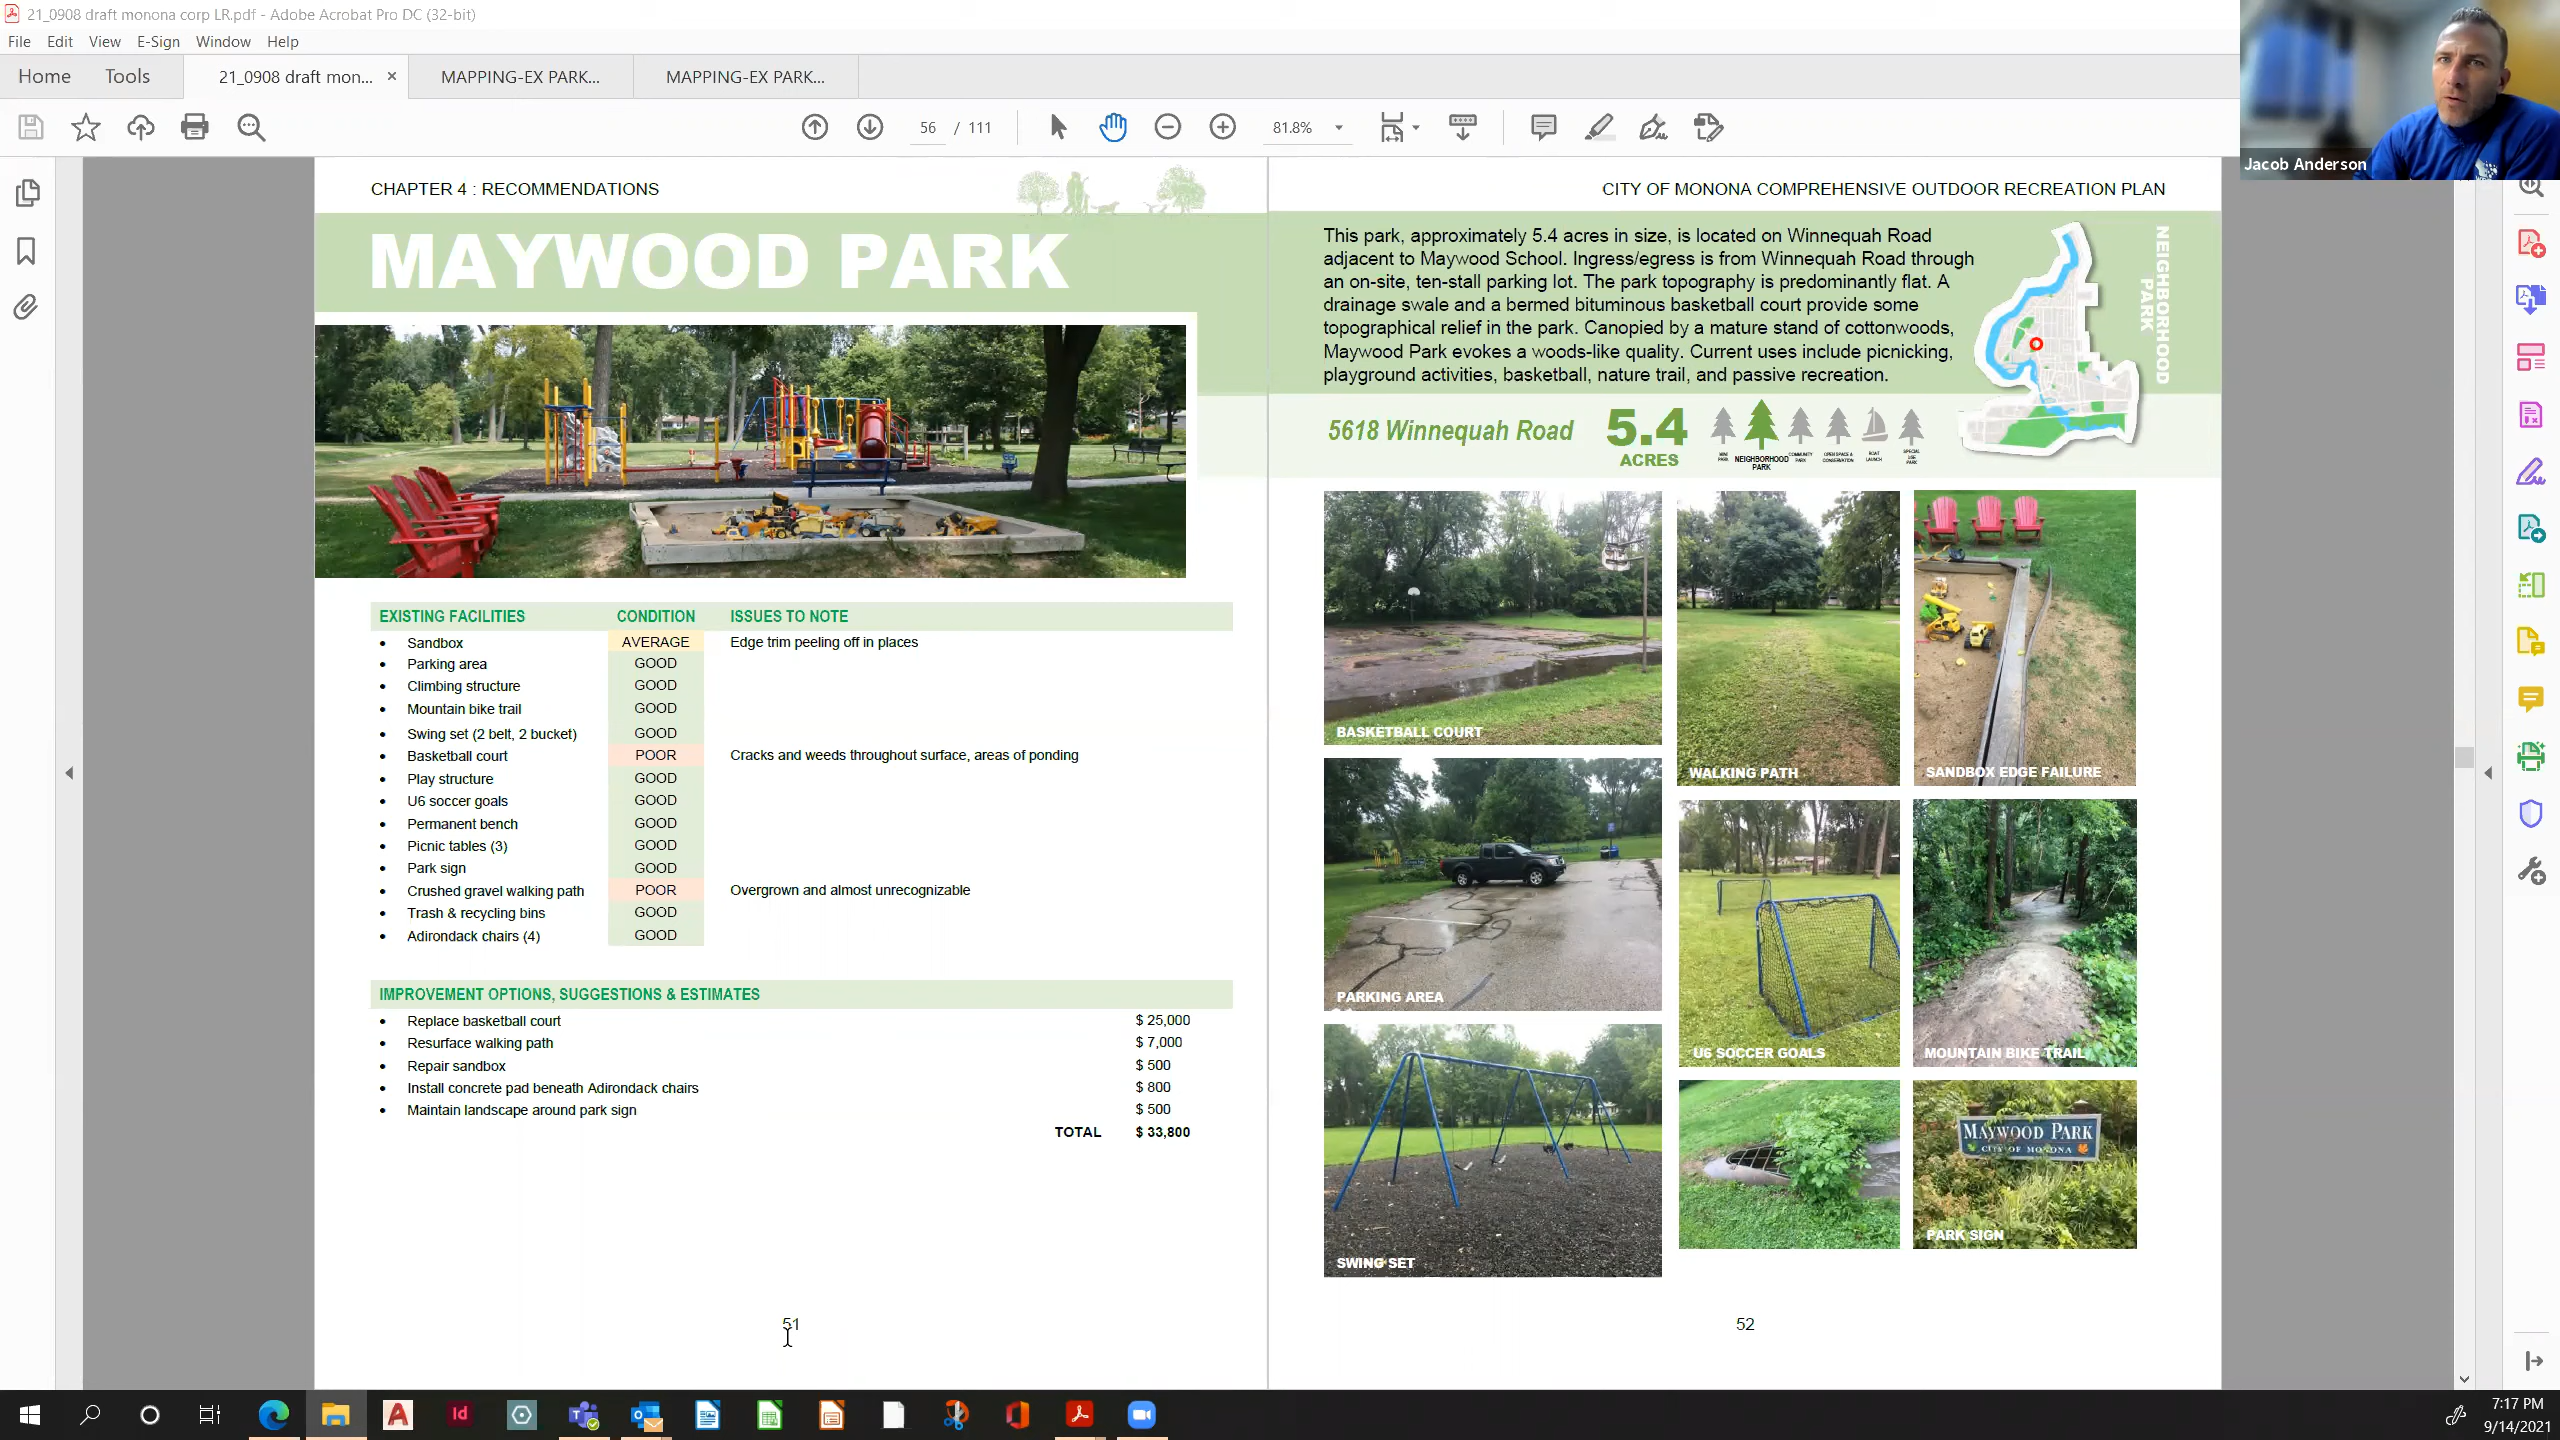 21_0908 draft monona corp LR.pdf - Adobe Acrobat Pro DC (32-bit)
File Edit View E-Sign Window Help
Home Tools 21_0908 draft mon... × MAPPING-EX PARK... MAPPING-EX PARK...
56 / 111 81.8%
Jacob Anderson
CHAPTER 4 : RECOMMENDATIONS
MAYWOOD PARK
EXISTING FACILITIES CONDITION ISSUES TO NOTE
• Sandbox AVERAGE Edge trim peeling off in places
• Parking area GOOD
• Climbing structure GOOD
• Mountain bike trail GOOD
• Swing set (2 belt, 2 bucket) GOOD
• Basketball court POOR Cracks and weeds throughout surface, areas of ponding
• Play structure GOOD
• U6 soccer goals GOOD
• Permanent bench GOOD
• Picnic tables (3) GOOD
• Park sign GOOD
• Crushed gravel walking path POOR Overgrown and almost unrecognizable
• Trash & recycling bins GOOD
• Adirondack chairs (4) GOOD
IMPROVEMENT OPTIONS, SUGGESTIONS & ESTIMATES
• Replace basketball court $ 25,000
• Resurface walking path $ 7,000
• Repair sandbox $ 500
• Install concrete pad beneath Adirondack chairs $ 800
• Maintain landscape around park sign $ 500
TOTAL $ 33,800
51
CITY OF MONONA COMPREHENSIVE OUTDOOR RECREATION PLAN
This park, approximately 5.4 acres in size, is located on Winnequah Road
adjacent to Maywood School. Ingress/egress is from Winnequah Road through
an on-site, ten-stall parking lot. The park topography is predominantly flat. A
drainage swale and a bermed bituminous basketball court provide some
topographical relief in the park. Canopied by a mature stand of cottonwoods,
Maywood Park evokes a woods-like quality. Current uses include picnicking,
playground activities, basketball, nature trail, and passive recreation.
NEIGHBORHOOD
PARK
5618 Winnequah Road
5.4
ACRES
MINI PARK
NEIGHBORHOOD PARK
COMMUNITY PARK
OPEN SPACE & CONSERVATION
BOAT LAUNCH
SPECIAL USE PARK
BASKETBALL COURT
WALKING PATH
SANDBOX EDGE FAILURE
PARKING AREA
U6 SOCCER GOALS
MOUNTAIN BIKE TRAIL
SWING SET
MAYWOOD PARK
CITY OF MONONA
PARK SIGN
52
7:17 PM
9/14/2021